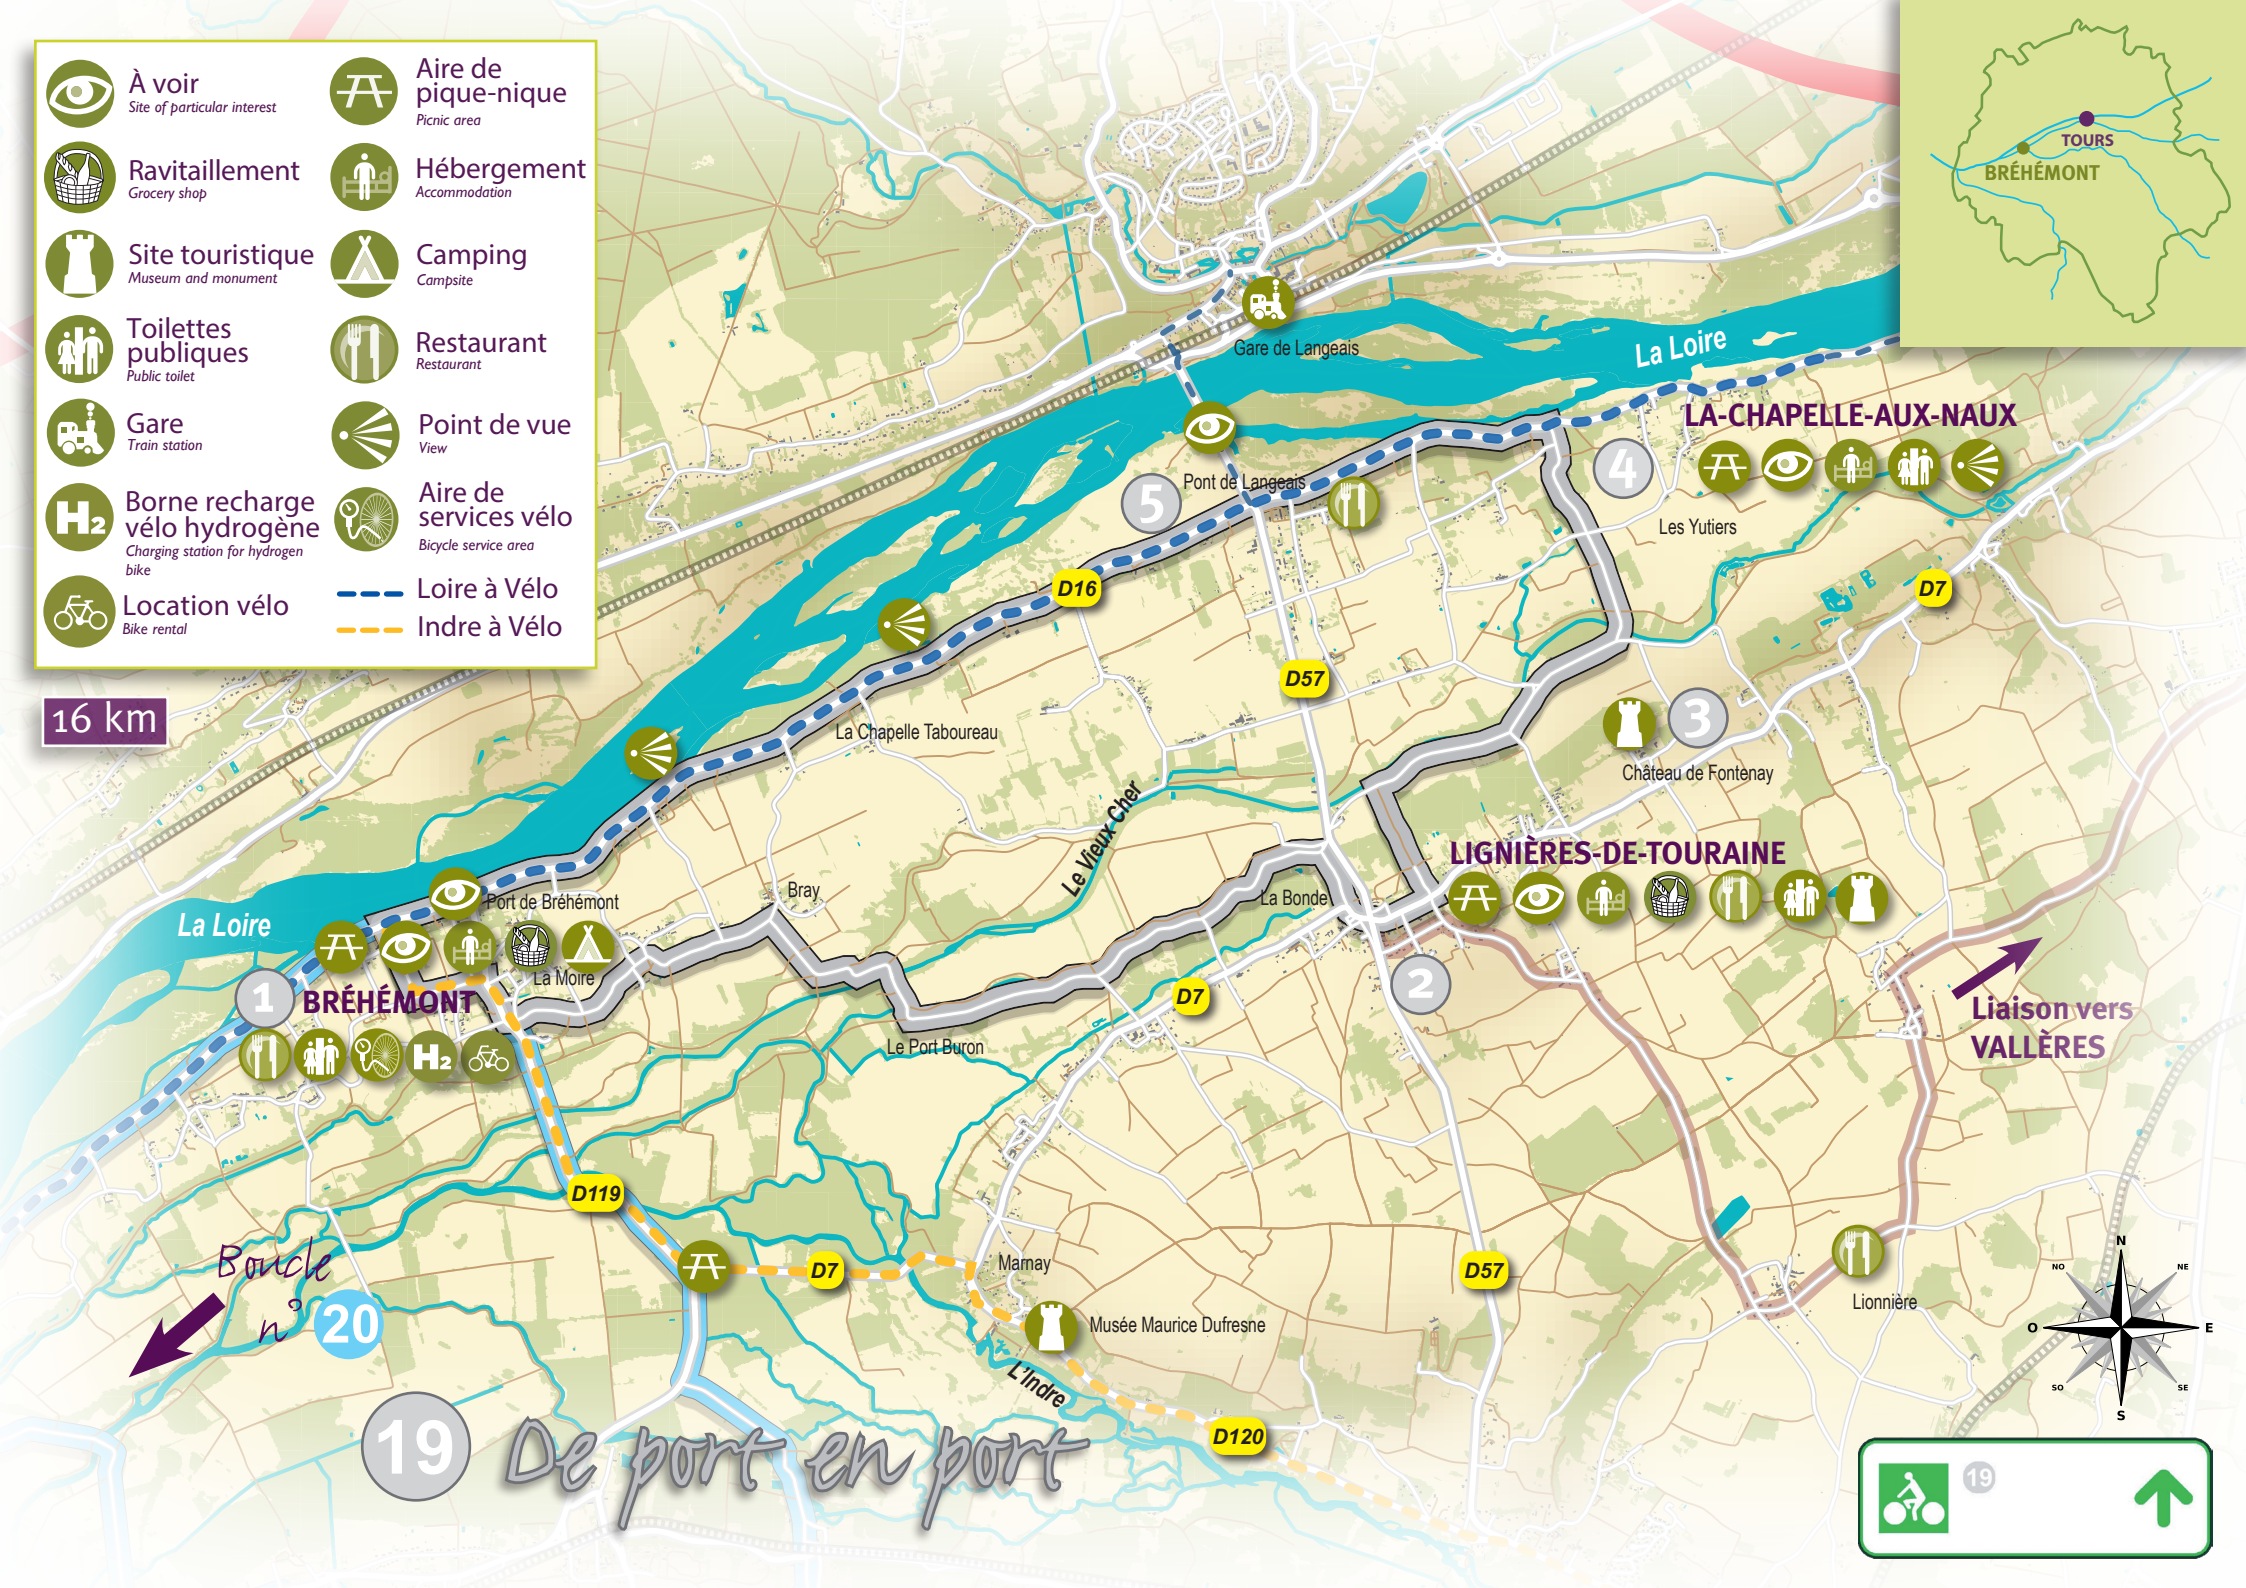 À voir
Site of particular interest
Ravitaillement
Grocery shop
Site touristique
Museum and monument
Toilettes
publiques
Public toilet
Gare
Train station
H2
Borne recharge
vélo hydrogène
Charging station for hydrogen
bike
Location vélo
Bike rental
Aire de
pique-nique
Picnic area
Hébergement
Accommodation
Camping
Campsite
Restaurant
Restaurant
Point de vue
View
Aire de
services vélo
Bicycle service area
Loire à Vélo
Indre à Vélo
16 km
TOURS
BRÉHÉMONT
Gare de Langeais
La Loire
LA-CHAPELLE-AUX-NAUX
4
5
Pont de Langeais
Les Yutiers
D16
D7
D57
3
La Chapelle Taboureau
Château de Fontenay
Le Vieux Cher
LIGNIÈRES-DE-TOURAINE
Bray
La Bonde
Port de Bréhémont
La Loire
La Moire
1
BRÉHÉMONT
H2
2
D7
Le Port Buron
Liaison vers
VALLÈRES
D119
Boucle
n° 20
D7
Marnay
D57
Musée Maurice Dufresne
Lionnière
L'Indre
D120
N
NO
NE
O
E
SO
SE
S
19 De port en port
19